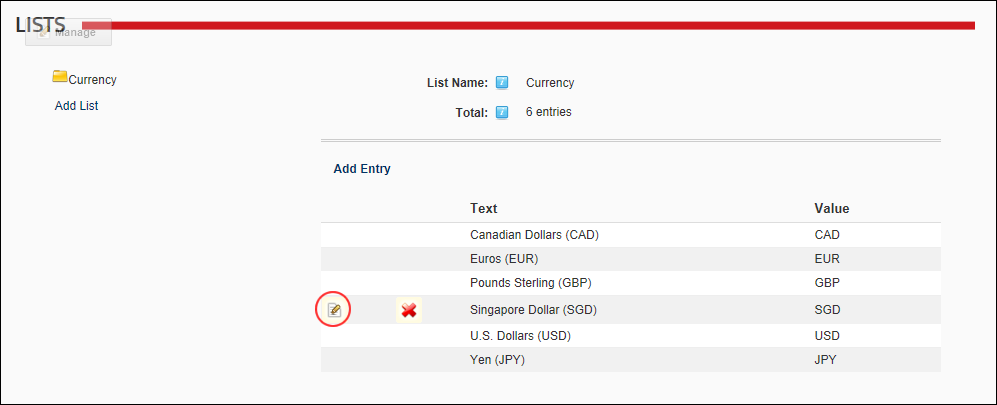 LISTS
Manage
Currency
Add List
List Name: Currency
Total: 6 entries
Add Entry
Text Value
Canadian Dollars (CAD) CAD
Euros (EUR) EUR
Pounds Sterling (GBP) GBP
Singapore Dollar (SGD) SGD
U.S. Dollars (USD) USD
Yen (JPY) JPY